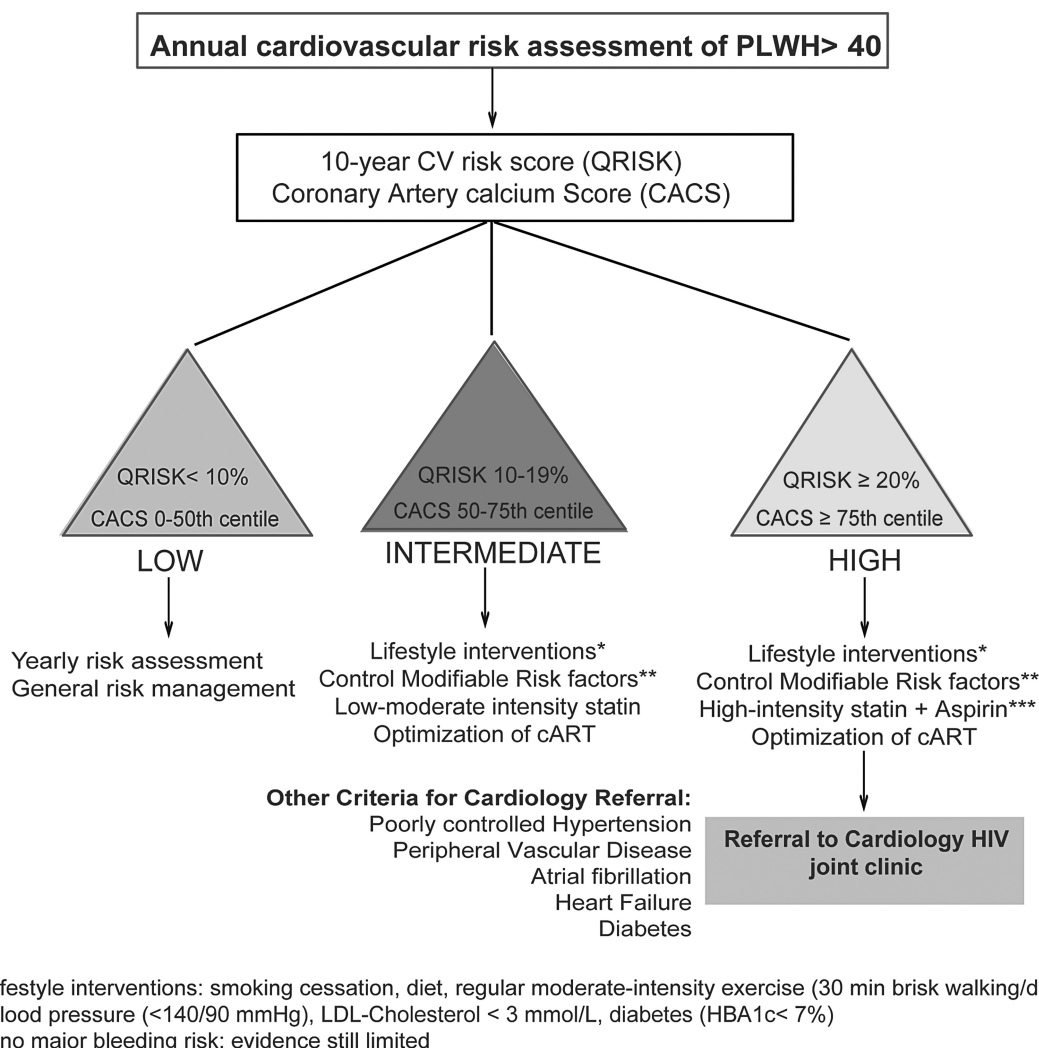 Annual cardiovascular risk assessment of PLWH> 40
10-year CV risk score (QRISK)
Coronary Artery calcium Score (CACS)
QRISK< 10%
CACS 0-50th centile
LOW
Yearly risk assessment
General risk management
QRISK 10-19%
CACS 50-75th centile
INTERMEDIATE
Lifestyle interventions*
Control Modifiable Risk factors**
Low-moderate intensity statin
Optimization of cART
QRISK ≥ 20%
CACS ≥ 75th centile
HIGH
Lifestyle interventions*
Control Modifiable Risk factors**
High-intensity statin + Aspirin***
Optimization of cART
Other Criteria for Cardiology Referral:
Poorly controlled Hypertension
Peripheral Vascular Disease
Atrial fibrillation
Heart Failure
Diabetes
Referral to Cardiology HIV
joint clinic
festyle interventions: smoking cessation, diet, regular moderate-intensity exercise (30 min brisk walking/d
lood pressure (<140/90 mmHg), LDL-Cholesterol < 3 mmol/L, diabetes (HBA1c< 7%)
no major bleeding risk; evidence still limited